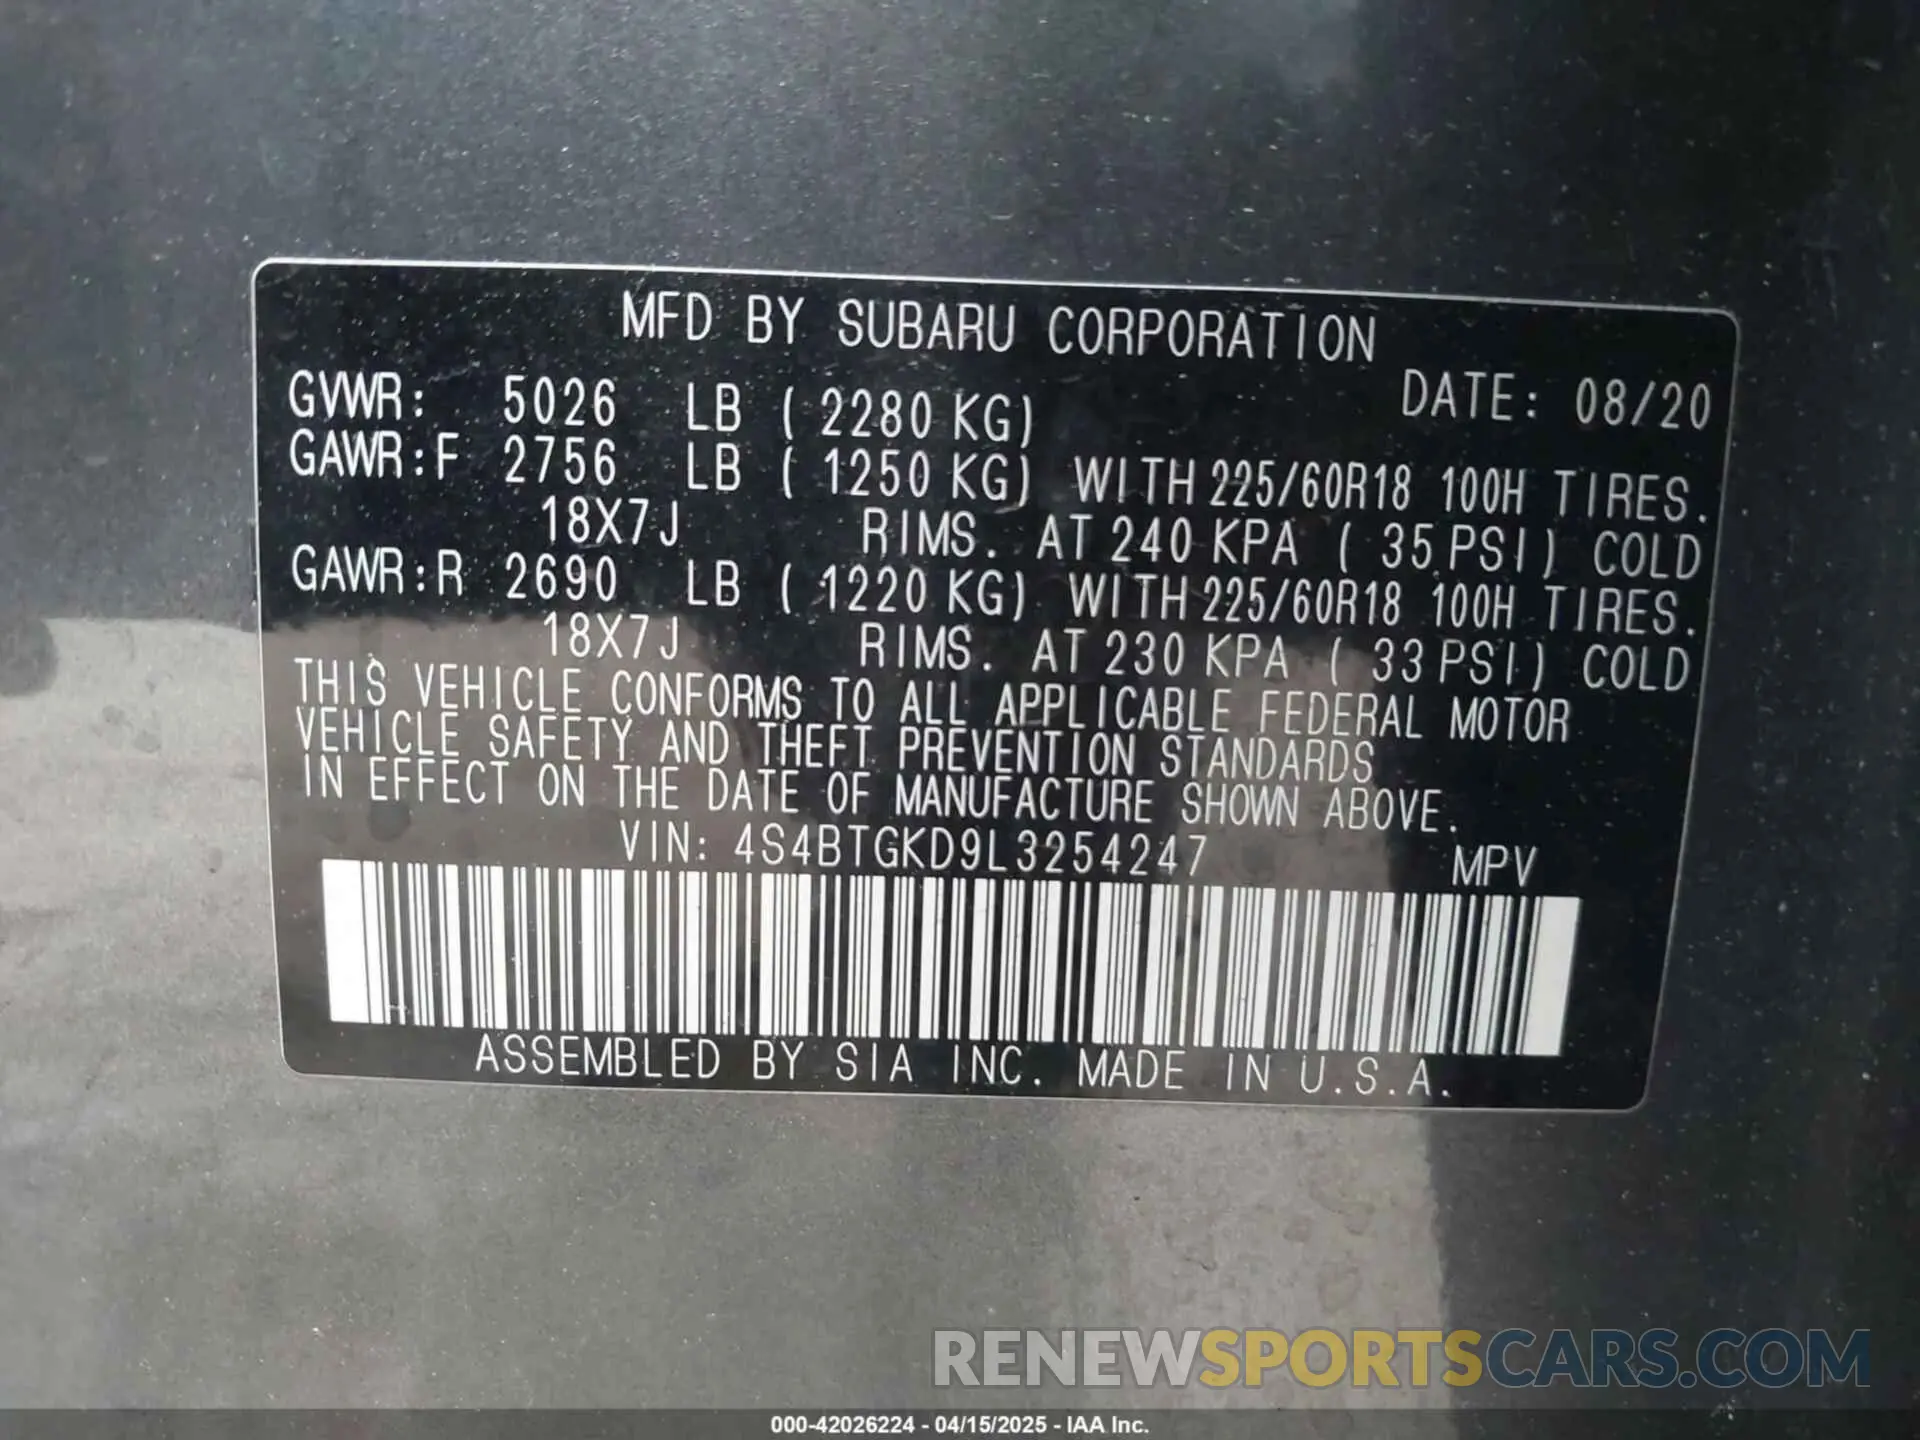 MFD BY SUBARU CORPORATION
GVWR: 5026 LB ( 2280 KG) DATE: 08/20
GAWR:F 2756 LB ( 1250 KG) WITH 225/60R18 100H TIRES.
18X7J RIMS. AT 240 KPA ( 35 PSI) COLD
GAWR:R 2690 LB ( 1220 KG) WITH 225/60R18 100H TIRES.
18X7J RIMS. AT 230 KPA ( 33 PSI) COLD
THIS VEHICLE CONFORMS TO ALL APPLICABLE FEDERAL MOTOR
VEHICLE SAFETY AND THEFT PREVENTION STANDARDS
IN EFFECT ON THE DATE OF MANUFACTURE SHOWN ABOVE.
VIN: 4S4BTGKD9L3254247 MPV
ASSEMBLED BY SIA INC. MADE IN U.S.A.
RENEWSPORTSCARS.COM
000-42026224 - 04/15/2025 - IAA Inc.